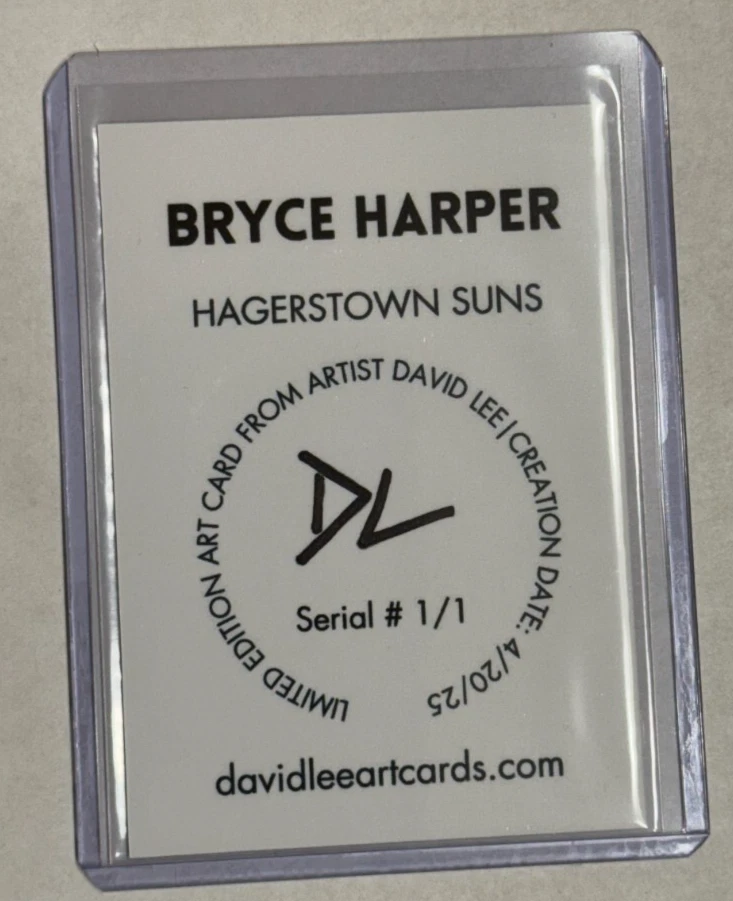 BRYCE HARPER
HAGERSTOWN SUNS
LIMITED EDITION ART CARD FROM ARTIST DAVID LEE | CREATION DATE: 4/20/25
DL
Serial # 1/1
davidleeartcards.com